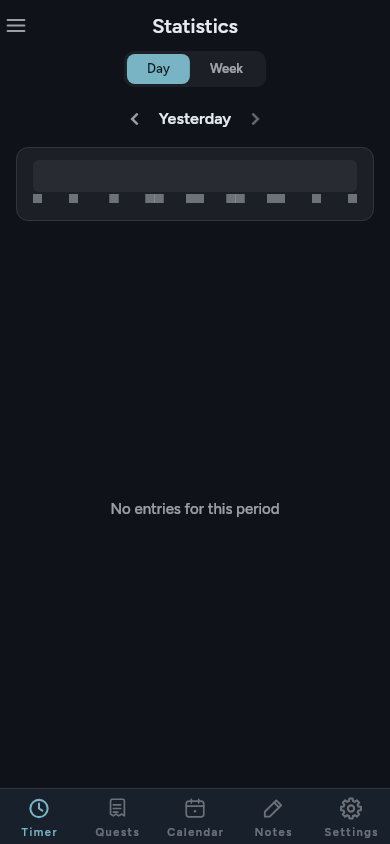 Statistics
Day Week
Yesterday
No entries for this period
Timer Quests Calendar Notes Settings